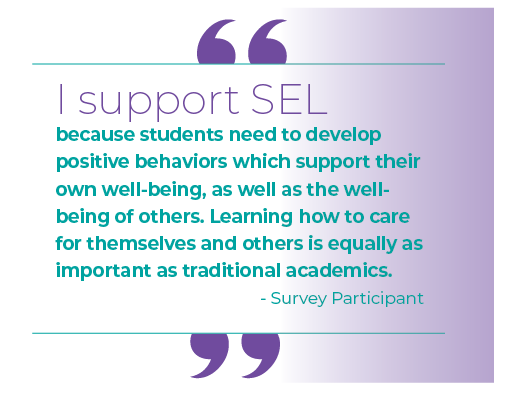 I support SEL
because students need to develop
positive behaviors which support their
own well-being, as well as the well-
being of others. Learning how to care
for themselves and others is equally as
important as traditional academics.
- Survey Participant